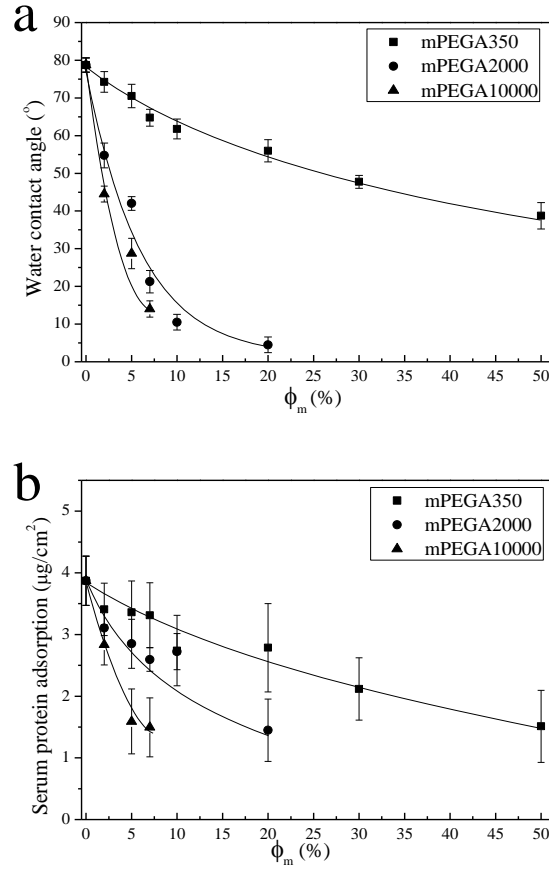 a
mPEGA350
mPEGA2000
mPEGA10000
Water contact angle (°)
90
80
70
60
50
40
30
20
10
0
0 5 10 15 20 25 30 35 40 45 50
ϕm (%)
b
mPEGA350
mPEGA2000
mPEGA10000
Serum protein adsorption (μg/cm²)
5
4
3
2
1
0
0 5 10 15 20 25 30 35 40 45 50
ϕm (%)